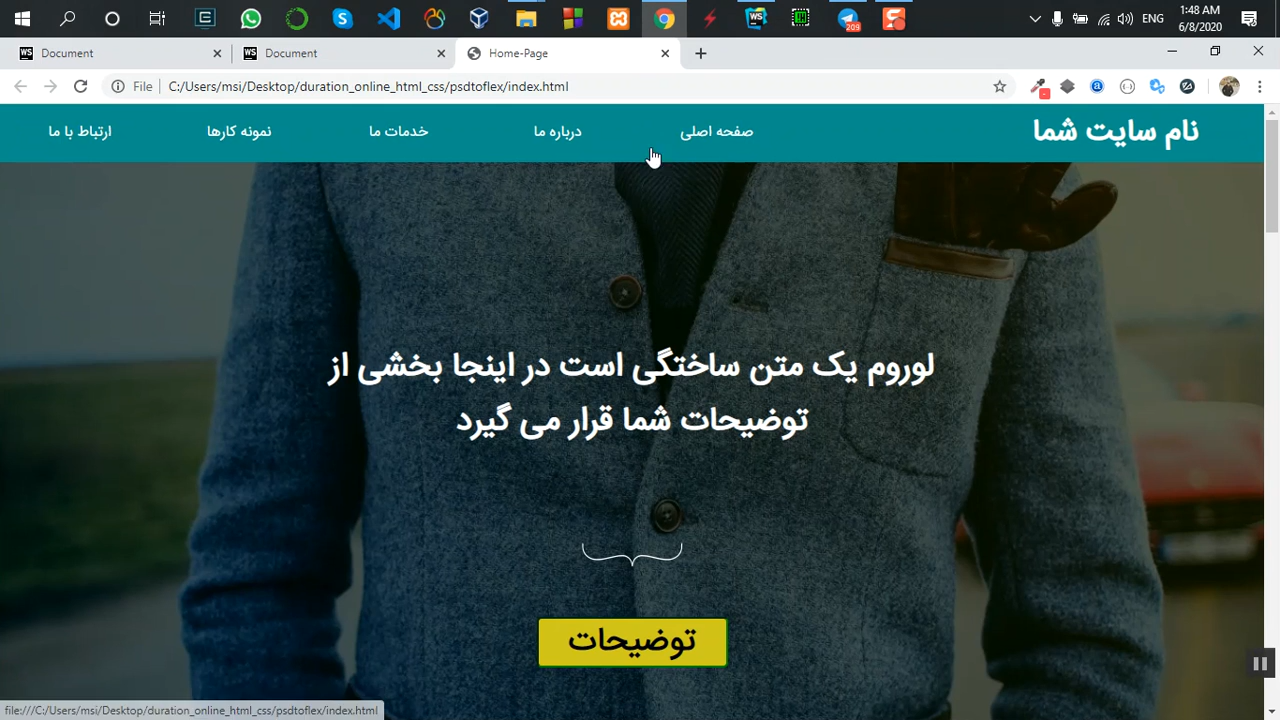 1:48 AM
ENG
6/8/2020
209
Document
Document
Home-Page
File
C:/Users/msi/Desktop/duration_online_html_css/psdtoflex/index.html
نام سایت شما
صفحه اصلی
درباره ما
خدمات ما
نمونه کارها
ارتباط با ما
لوروم یک متن ساختگی است در اینجا بخشی از
توضیحات شما قرار می گیرد
توضیحات
file:///C:/Users/msi/Desktop/duration_online_html_css/psdtoflex/index.html